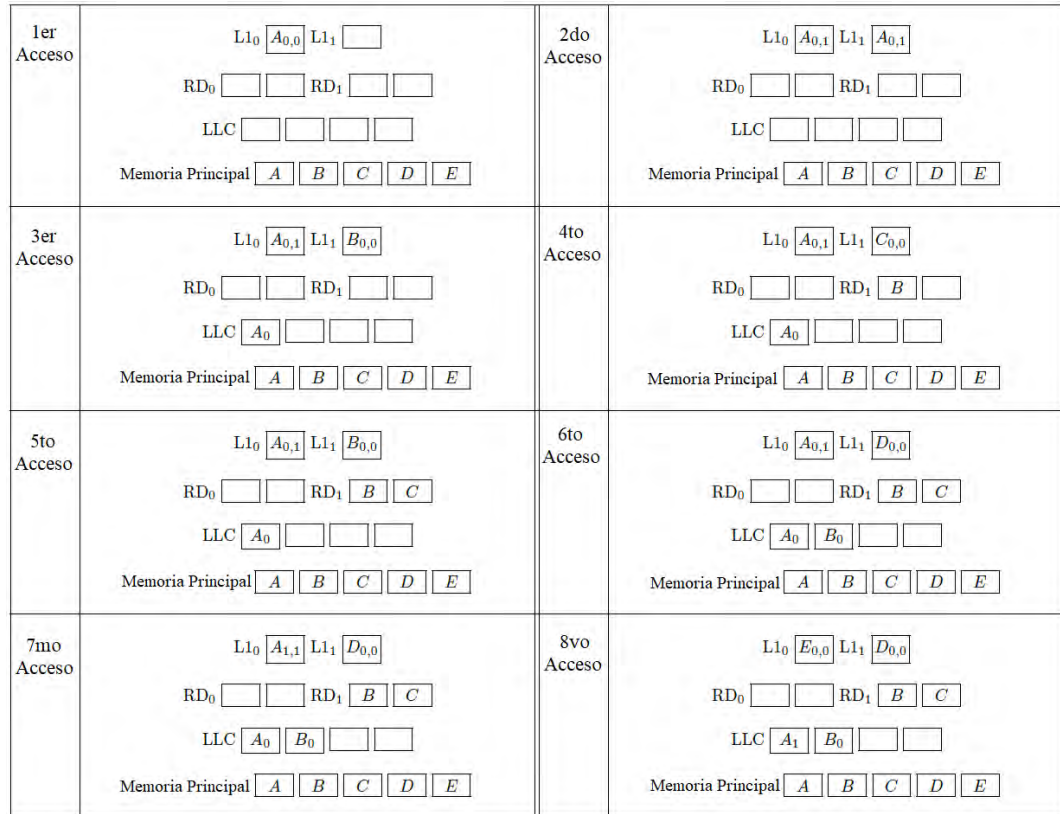 1er Acceso
L1₀ A₀,₀ L1₁
RD₀ RD₁
LLC
Memoria Principal A B C D E
2do Acceso
L1₀ A₀,₁ L1₁ A₀,₁
RD₀ RD₁
LLC
Memoria Principal A B C D E
3er Acceso
L1₀ A₀,₁ L1₁ B₀,₀
RD₀ RD₁
LLC A₀
Memoria Principal A B C D E
4to Acceso
L1₀ A₀,₁ L1₁ C₀,₀
RD₀ RD₁ B
LLC A₀
Memoria Principal A B C D E
5to Acceso
L1₀ A₀,₁ L1₁ B₀,₀
RD₀ RD₁ B C
LLC A₀
Memoria Principal A B C D E
6to Acceso
L1₀ A₀,₁ L1₁ D₀,₀
RD₀ RD₁ B C
LLC A₀ B₀
Memoria Principal A B C D E
7mo Acceso
L1₀ A₁,₁ L1₁ D₀,₀
RD₀ RD₁ B C
LLC A₀ B₀
Memoria Principal A B C D E
8vo Acceso
L1₀ E₀,₀ L1₁ D₀,₀
RD₀ RD₁ B C
LLC A₁ B₀
Memoria Principal A B C D E